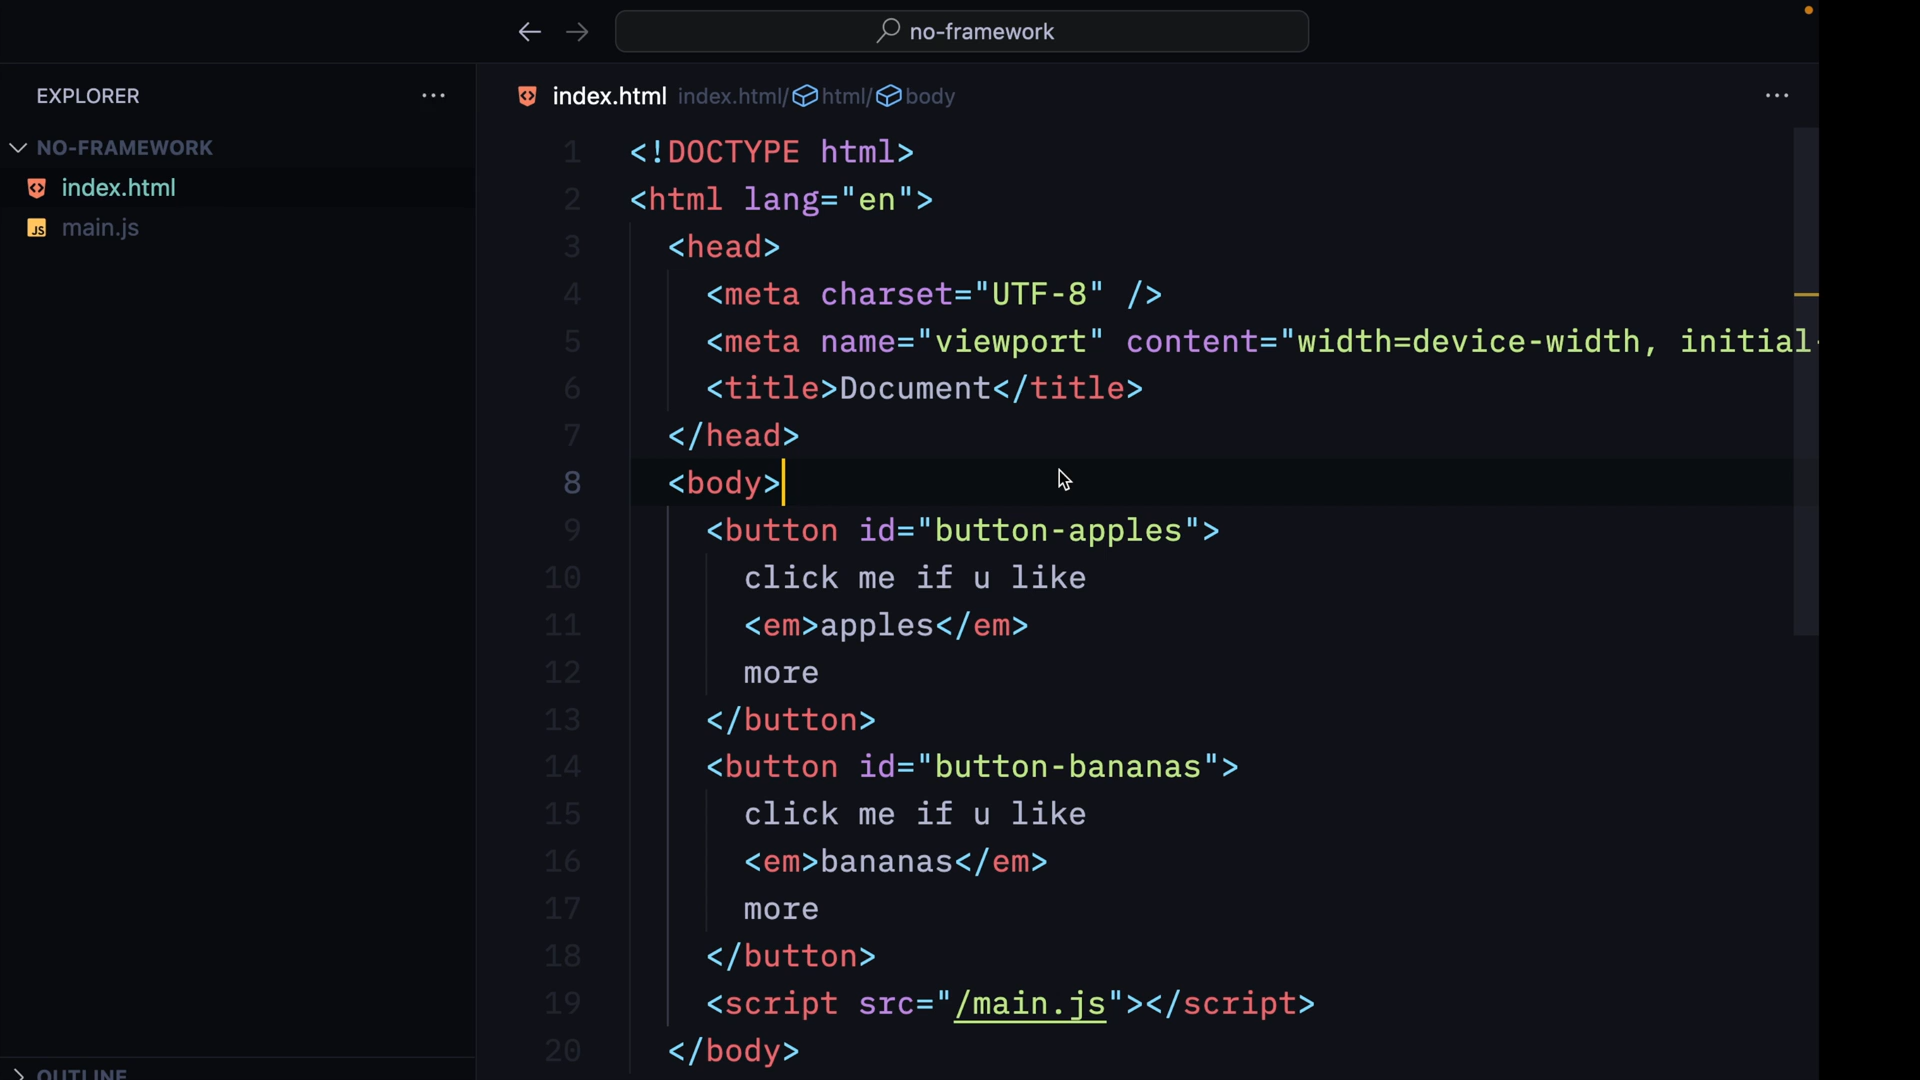 no-framework
EXPLORER
NO-FRAMEWORK
index.html
JS main.js
OUTLINE
index.html index.html/ html/ body
1 <!DOCTYPE html>
2 <html lang="en">
3 <head>
4 <meta charset="UTF-8" />
5 <meta name="viewport" content="width=device-width, initial-
6 <title>Document</title>
7 </head>
8 <body>
9 <button id="button-apples">
10 click me if u like
11 <em>apples</em>
12 more
13 </button>
14 <button id="button-bananas">
15 click me if u like
16 <em>bananas</em>
17 more
18 </button>
19 <script src="/main.js"></script>
20 </body>